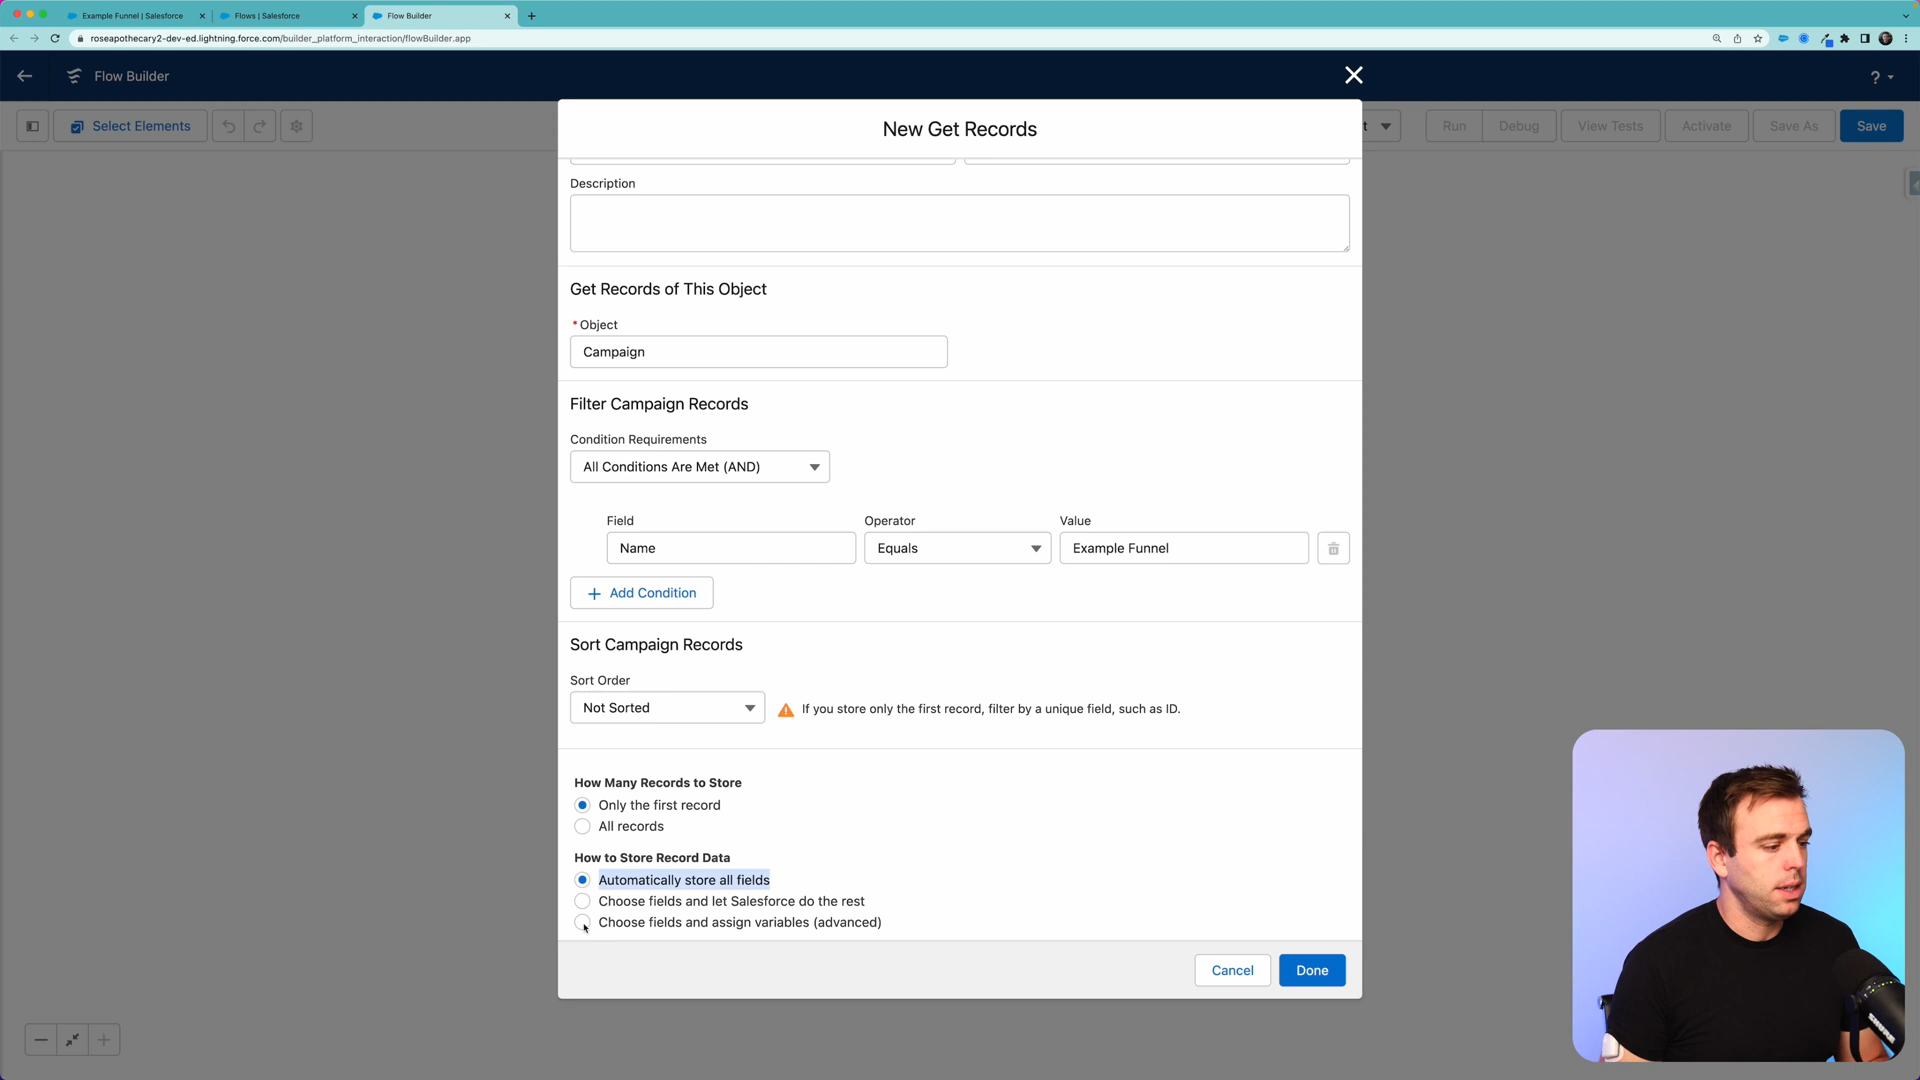 Example Funnel | Salesforce
Flows | Salesforce
Flow Builder
roseapothecary2-dev-ed.lightning.force.com/builder_platform_interaction/flowBuilder.app
Flow Builder
?
Select Elements
t
Run
Debug
View Tests
Activate
Save As
Save
New Get Records
Description
Get Records of This Object
* Object
Campaign
Filter Campaign Records
Condition Requirements
All Conditions Are Met (AND)
Field
Operator
Value
Name
Equals
Example Funnel
+ Add Condition
Sort Campaign Records
Sort Order
Not Sorted
If you store only the first record, filter by a unique field, such as ID.
How Many Records to Store
Only the first record
All records
How to Store Record Data
Automatically store all fields
Choose fields and let Salesforce do the rest
Choose fields and assign variables (advanced)
Cancel
Done
SHURE